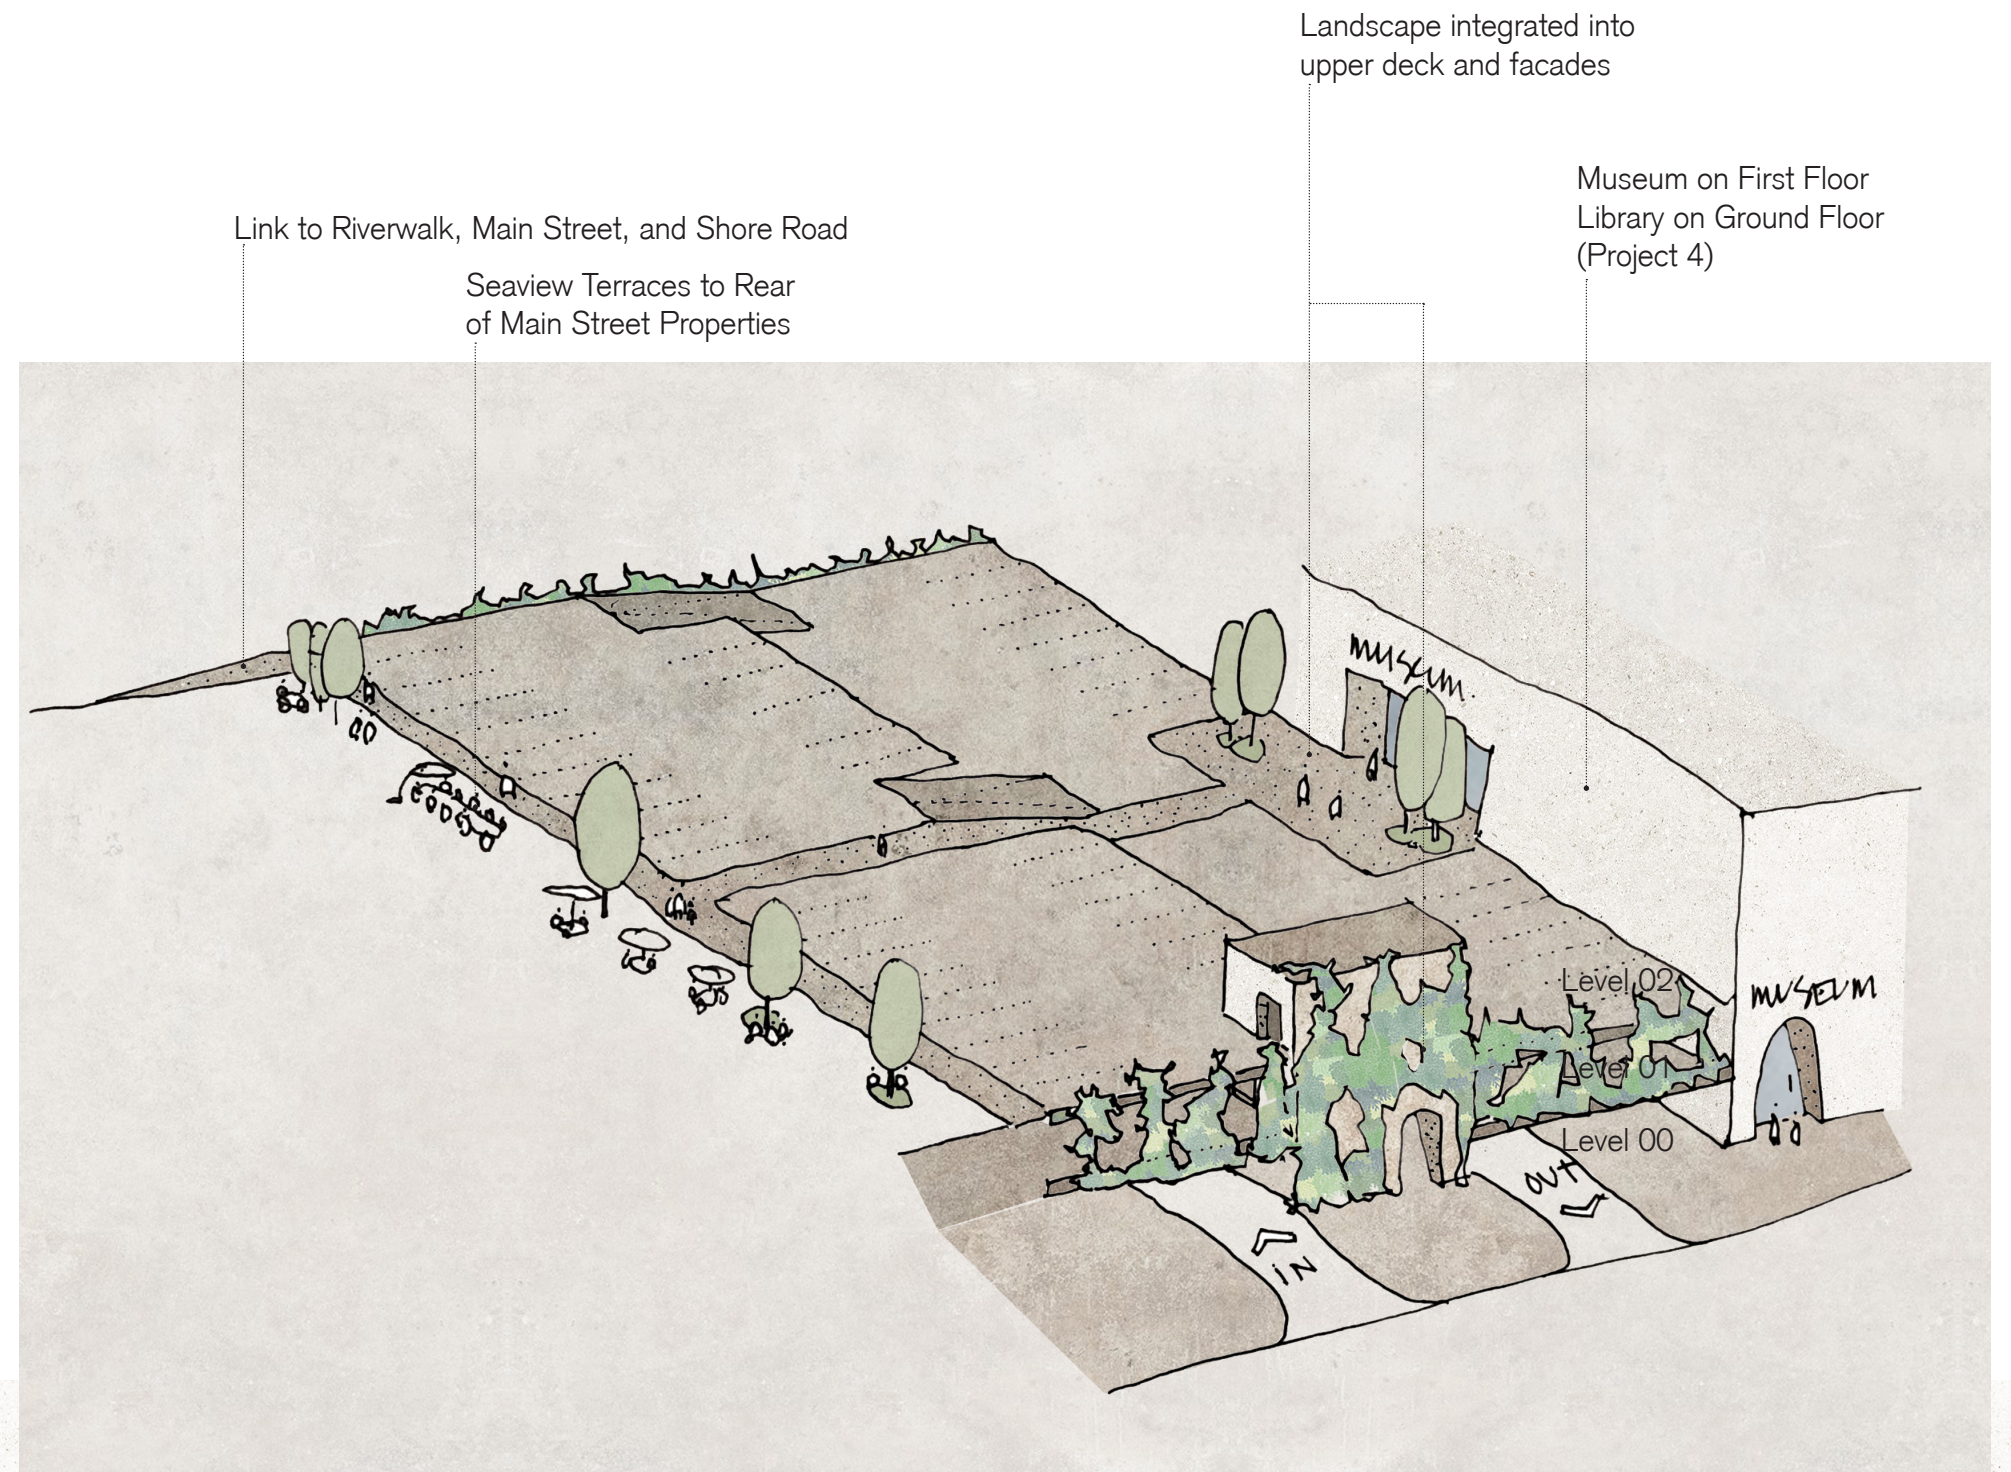 Landscape integrated into
upper deck and facades
Museum on First Floor
Library on Ground Floor
(Project 4)
Link to Riverwalk, Main Street, and Shore Road
Seaview Terraces to Rear
of Main Street Properties
MUSEUM.
Level 02
MUSEUM
Level 01
Level 00
OUT
IN